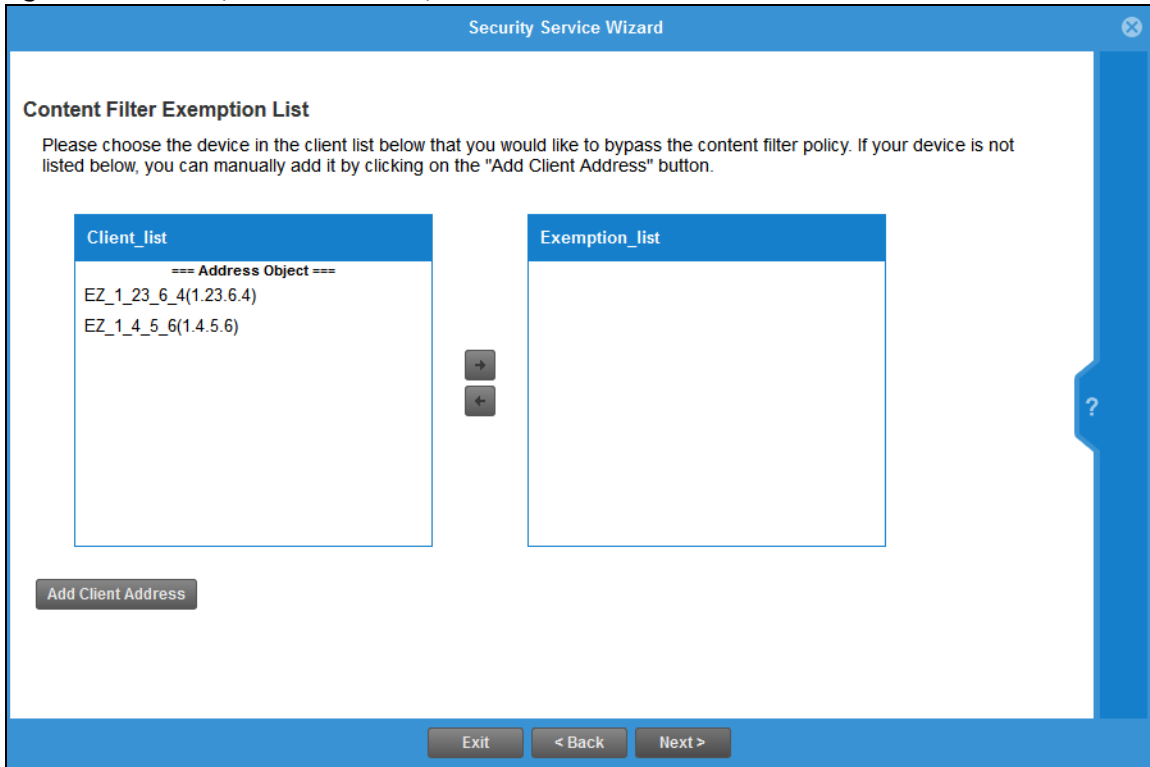 Security Service Wizard
Content Filter Exemption List
Please choose the device in the client list below that you would like to bypass the content filter policy. If your device is not
listed below, you can manually add it by clicking on the "Add Client Address" button.
Client_list
Exemption_list
=== Address Object ===
EZ_1_23_6_4(1.23.6.4)
EZ_1_4_5_6(1.4.5.6)
?
Add Client Address
Exit
< Back
Next >